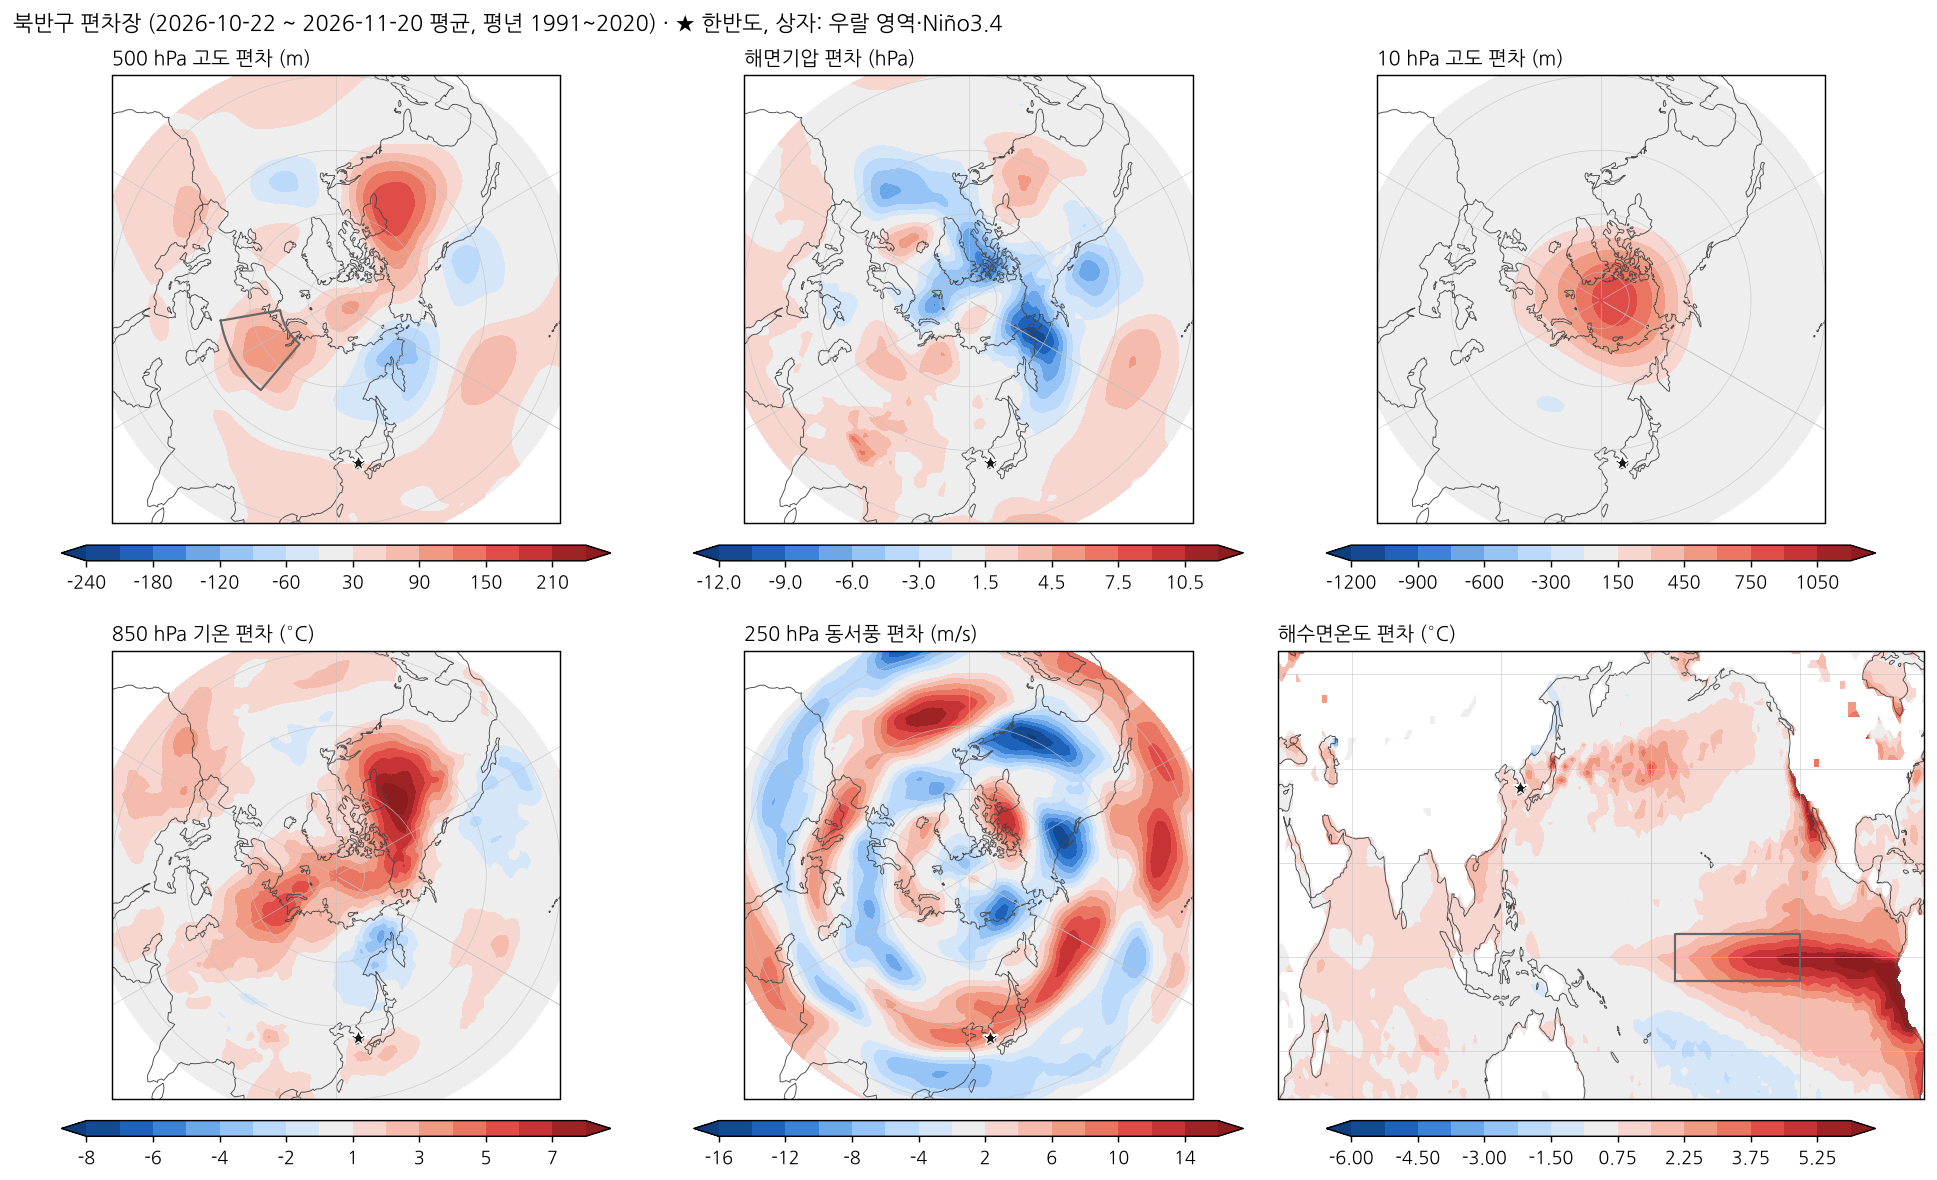 북반구 편차장 (2026-10-22 ~ 2026-11-20 평균, 평년 1991~2020) · ★ 한반도, 상자: 우랄 영역·Niño3.4
500 hPa 고도 편차 (m)
해면기압 편차 (hPa)
10 hPa 고도 편차 (m)
-240 -180 -120 -60 30 90 150 210
-12.0 -9.0 -6.0 -3.0 1.5 4.5 7.5 10.5
-1200 -900 -600 -300 150 450 750 1050
850 hPa 기온 편차 (°C)
250 hPa 동서풍 편차 (m/s)
해수면온도 편차 (°C)
-8 -6 -4 -2 1 3 5 7
-16 -12 -8 -4 2 6 10 14
-6.00 -4.50 -3.00 -1.50 0.75 2.25 3.75 5.25